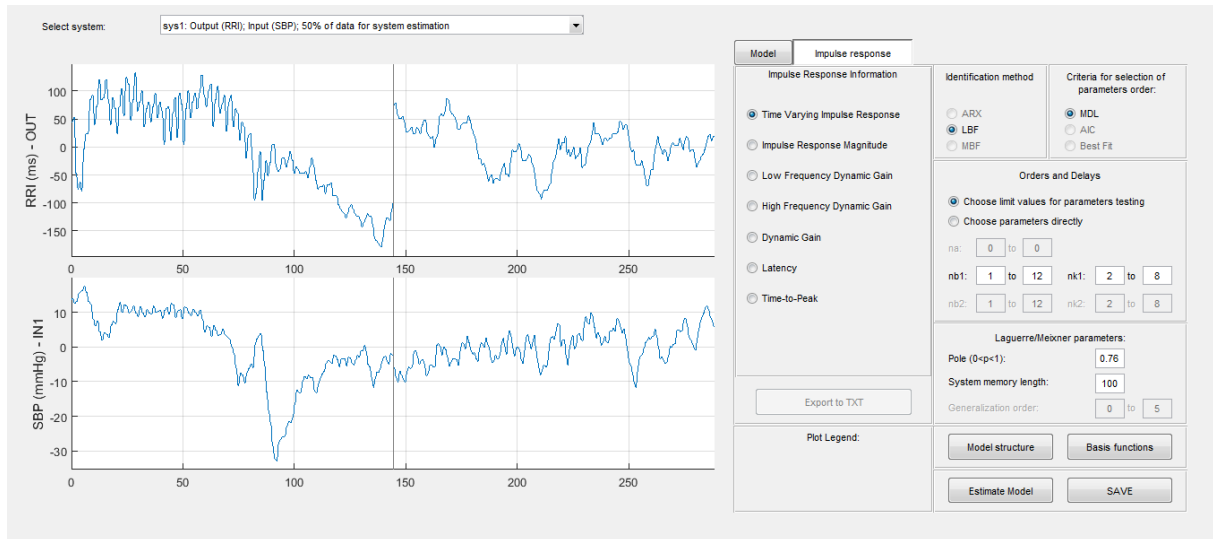 Select system: sys1: Output (RRI); Input (SBP); 50% of data for system estimation
RRI (ms) - OUT
100
50
0
-50
-100
-150
0 50 100 150 200 250
SBP (mmHg) - IN1
10
0
-10
-20
-30
0 50 100 150 200 250
Model Impulse response
Impulse Response Information
Time Varying Impulse Response
Impulse Response Magnitude
Low Frequency Dynamic Gain
High Frequency Dynamic Gain
Dynamic Gain
Latency
Time-to-Peak
Export to TXT
Plot Legend:
Identification method
ARX
LBF
MBF
Criteria for selection of
parameters order:
MDL
AIC
Best Fit
Orders and Delays
Choose limit values for parameters testing
Choose parameters directly
na: 0 to 0
nb1: 1 to 12 nk1: 2 to 8
nb2: 1 to 12 nk2: 2 to 8
Laguerre/Meixner parameters:
Pole (0<p<1): 0.76
System memory length: 100
Generalization order: 0 to 5
Model structure Basis functions
Estimate Model SAVE